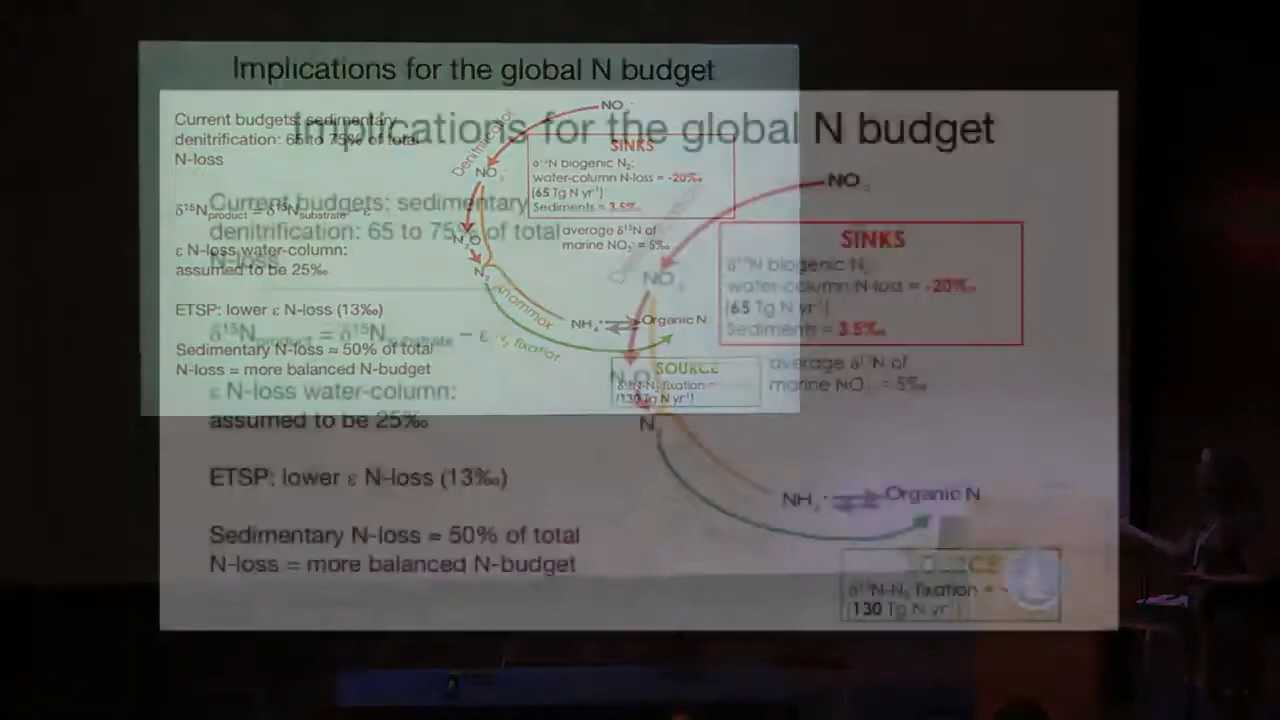 Implications for the global N budget
Current budgets: sedimentary
denitrification: 65 to 75% of total
N-loss
δ¹⁵Nproduct = δ¹⁵Nsubstrate - ε
ε N-loss water-column:
assumed to be 25‰
ETSP: lower ε N-loss (13‰)
Sedimentary N-loss ≈ 50% of total
N-loss = more balanced N-budget
NO
NO
N₂O
N₂
anammox
NH₄⁺
Organic N
SINKS
δ¹⁵N biogenic N₂:
water-column N-loss = -20‰
(65 Tg N yr⁻¹)
Sediments = 3.5‰
average δ¹⁵N of
marine NO₃⁻ = 5‰
SOURCE
δ¹⁵N-N₂ fixation =
(130 Tg N yr⁻¹)
Implications for the global N budget
Current budgets: sedimentary
denitrification: 65 to 75% of total
N-loss
δ¹⁵Nproduct = δ¹⁵Nsubstrate - ε
ε N-loss water-column:
assumed to be 25‰
ETSP: lower ε N-loss (13‰)
Sedimentary N-loss ≈ 50% of total
N-loss = more balanced N-budget
NO
NO
N
NH₄⁺
Organic N
SINKS
δ¹⁵N biogenic N₂
water-column N-loss = -20‰
(65 Tg N yr⁻¹)
Sediments = 3.5‰
average δ¹⁵N of
marine NO₃⁻ = 5‰
SOURCE
δ¹⁵N-N₂ fixation =
(130 Tg N yr⁻¹)